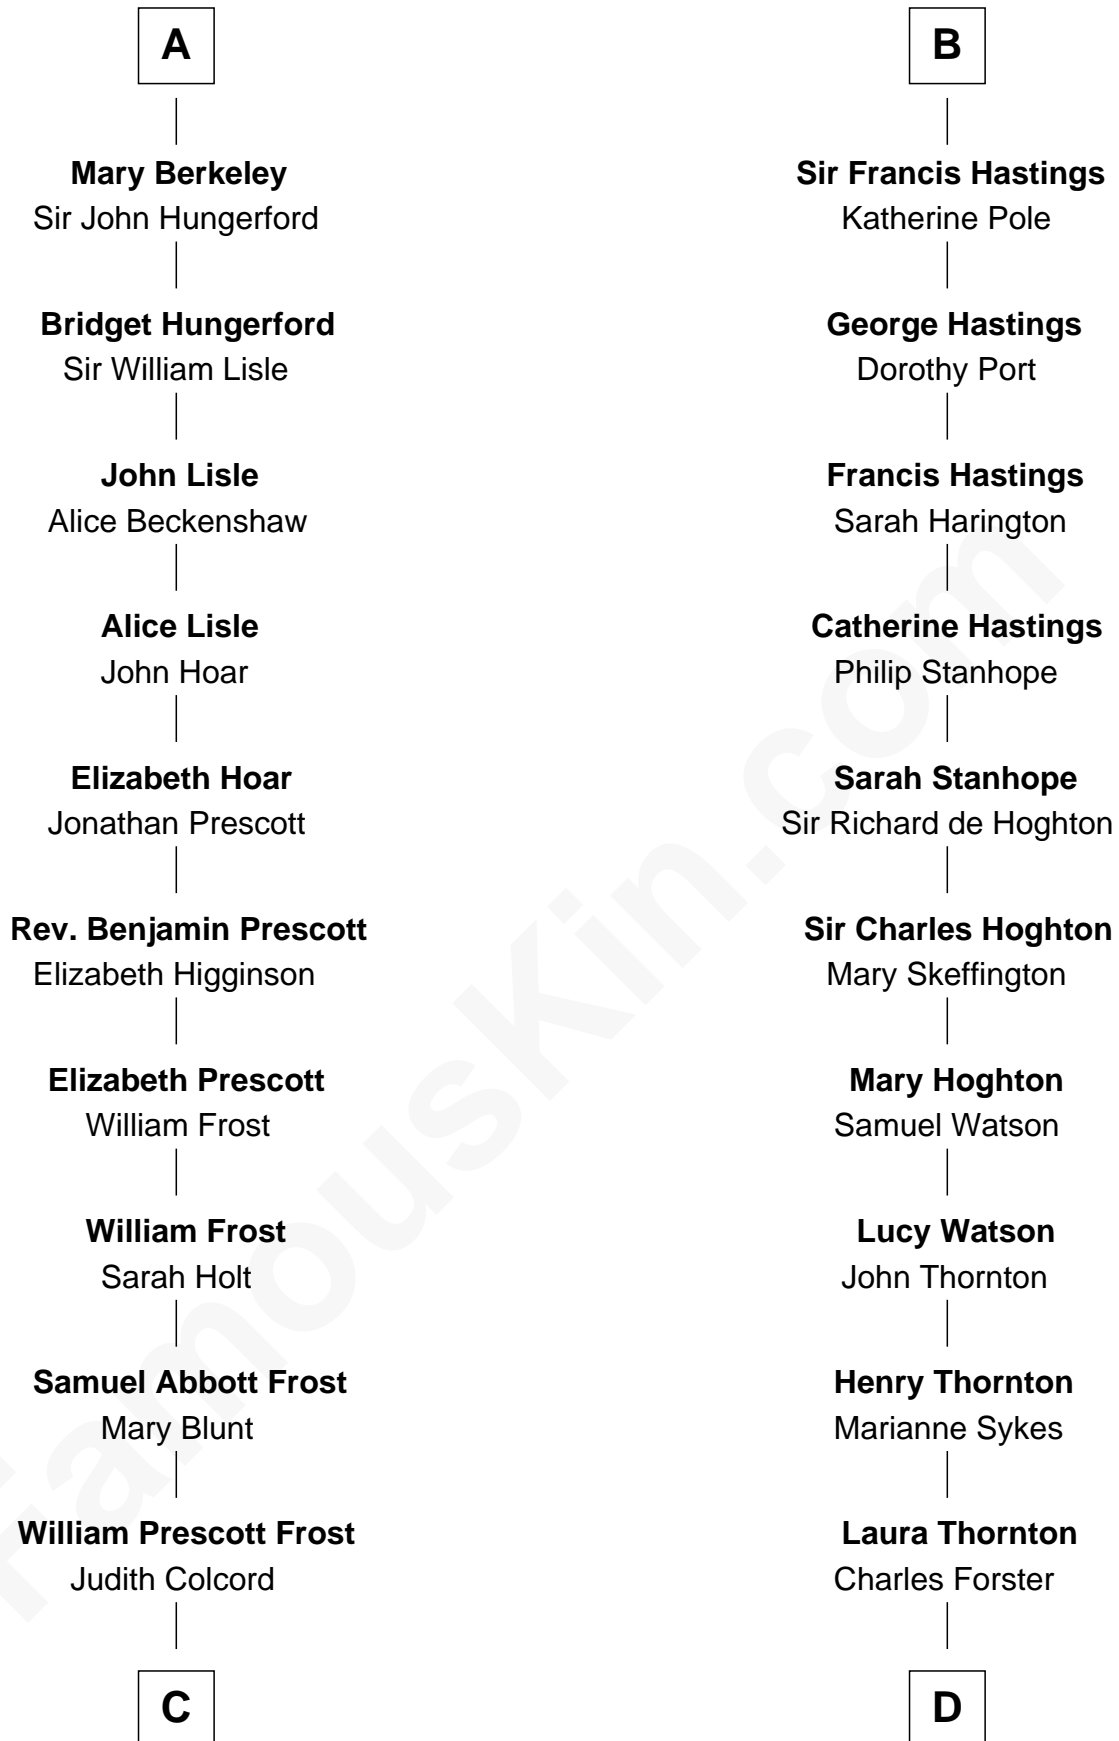 A
Mary Berkeley
Sir John Hungerford
Bridget Hungerford
Sir William Lisle
John Lisle
Alice Beckenshaw
Alice Lisle
John Hoar
Elizabeth Hoar
Jonathan Prescott
Rev. Benjamin Prescott
Elizabeth Higginson
Elizabeth Prescott
William Frost
William Frost
Sarah Holt
Samuel Abbott Frost
Mary Blunt
William Prescott Frost
Judith Colcord
C
B
Sir Francis Hastings
Katherine Pole
George Hastings
Dorothy Port
Francis Hastings
Sarah Harington
Catherine Hastings
Philip Stanhope
Sarah Stanhope
Sir Richard de Hoghton
Sir Charles Hoghton
Mary Skeffington
Mary Hoghton
Samuel Watson
Lucy Watson
John Thornton
Henry Thornton
Marianne Sykes
Laura Thornton
Charles Forster
D
FamousKin.com